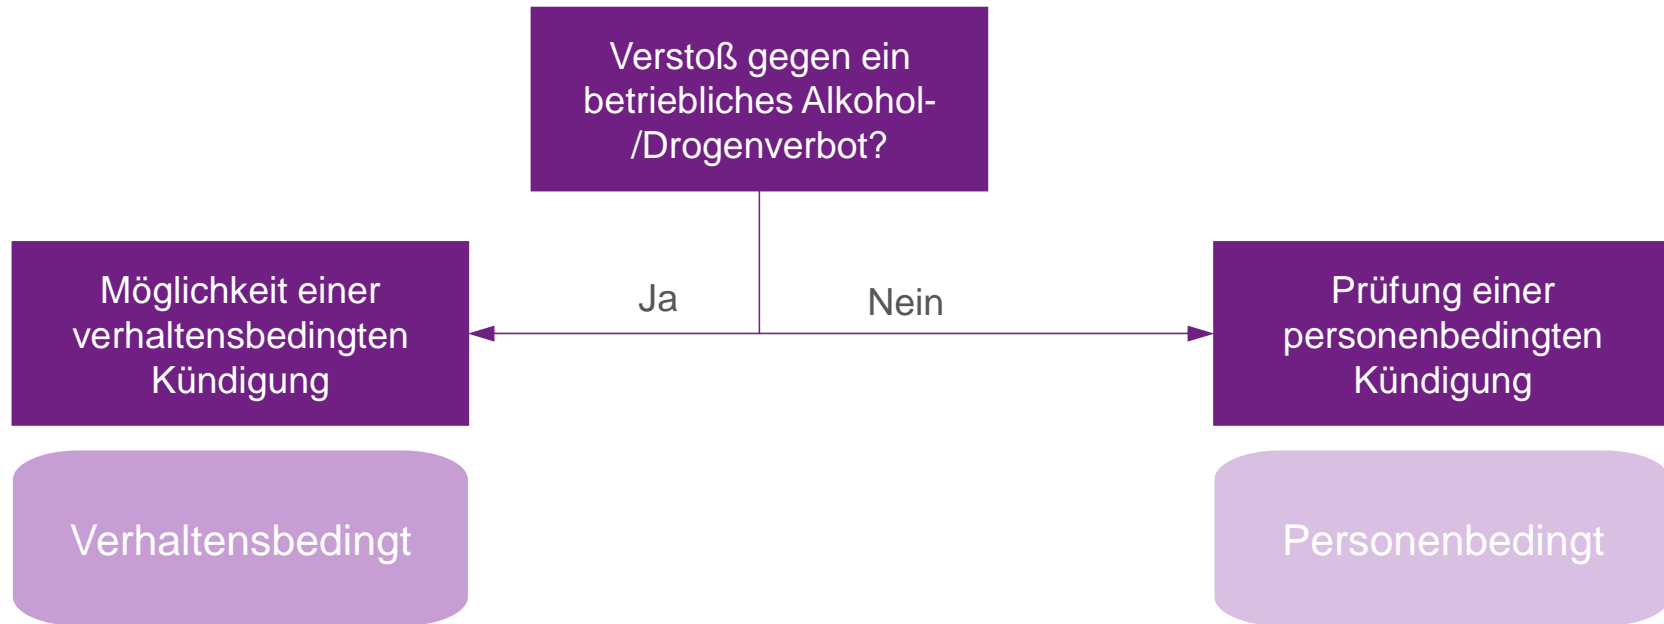 Verstoß gegen ein
betriebliches Alkohol-
/Drogenverbot?
Möglichkeit einer
verhaltensbedingten
Kündigung
Ja
Nein
Prüfung einer
personenbedingten
Kündigung
Verhaltensbedingt
Personenbedingt